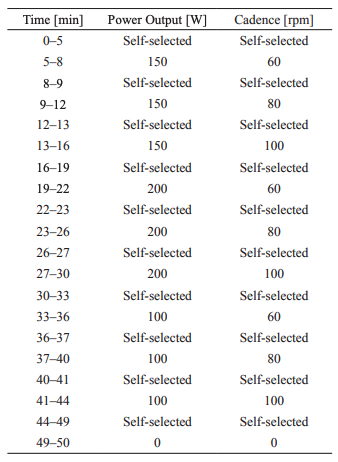 Time [min] Power Output [W] Cadence [rpm]
0–5 Self-selected Self-selected
5–8 150 60
8–9 Self-selected Self-selected
9–12 150 80
12–13 Self-selected Self-selected
13–16 150 100
16–19 Self-selected Self-selected
19–22 200 60
22–23 Self-selected Self-selected
23–26 200 80
26–27 Self-selected Self-selected
27–30 200 100
30–33 Self-selected Self-selected
33–36 100 60
36–37 Self-selected Self-selected
37–40 100 80
40–41 Self-selected Self-selected
41–44 100 100
44–49 Self-selected Self-selected
49–50 0 0